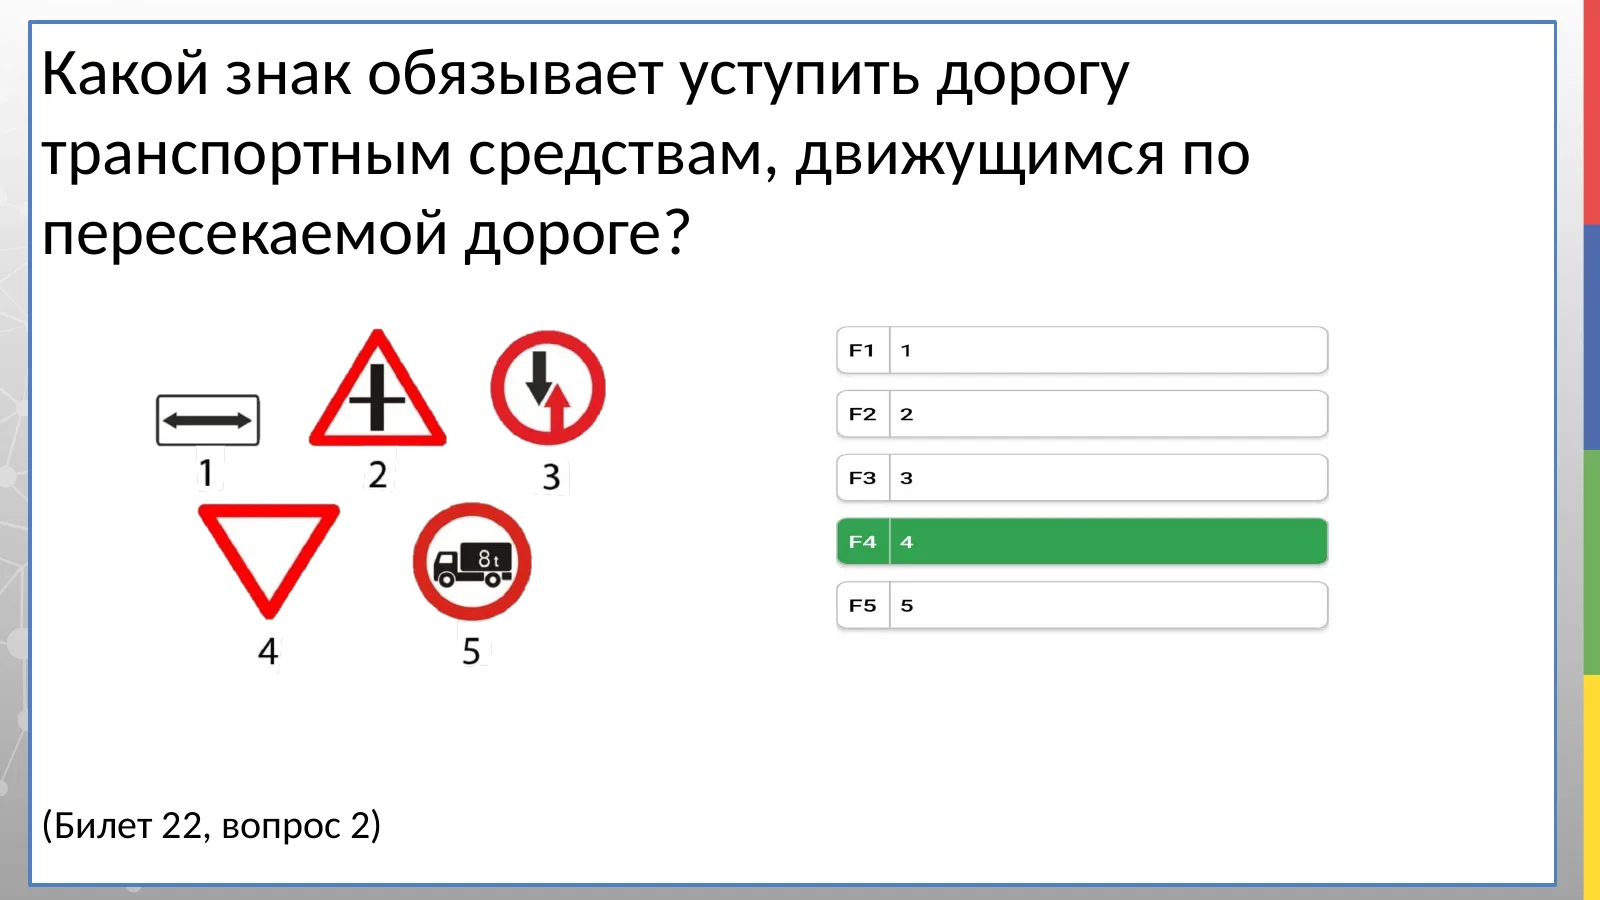 Какой знак обязывает уступить дорогу
транспортным средствам, движущимся по
пересекаемой дороге?
1
2
3
8t
4
5
F1 1
F2 2
F3 3
F4 4
F5 5
(Билет 22, вопрос 2)